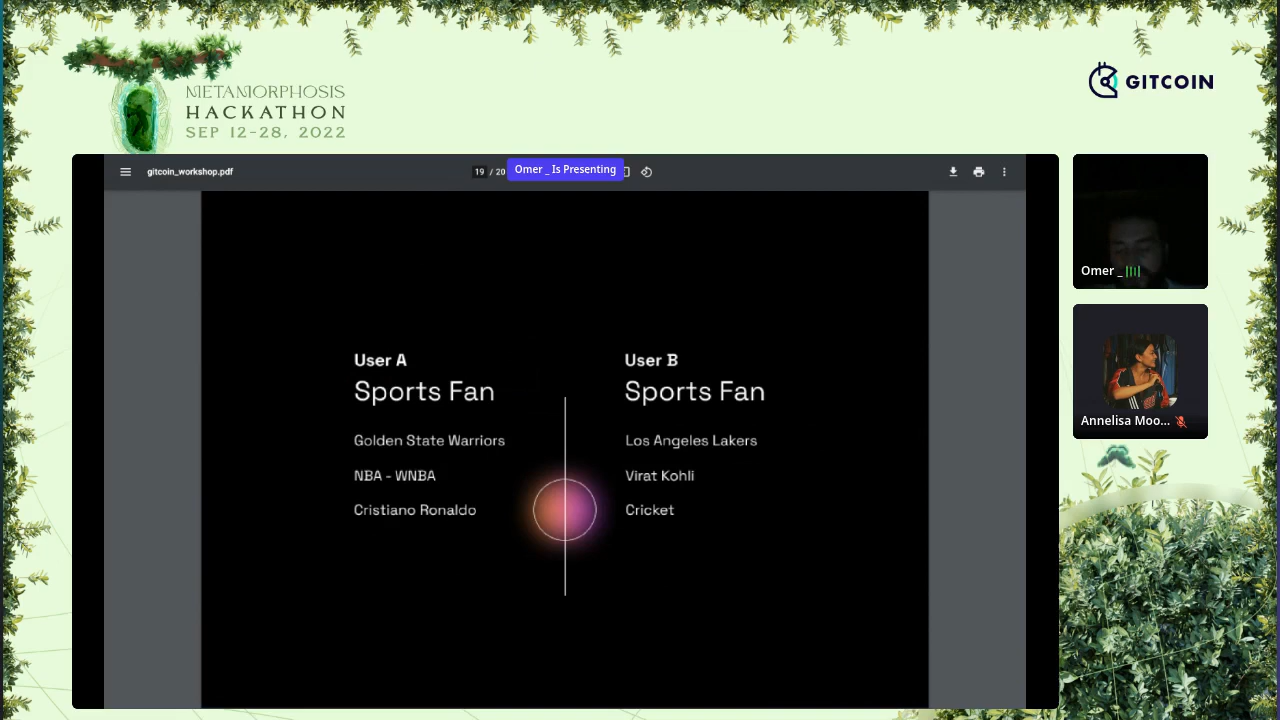 METAMORPHOSIS
HACKATHON
SEP 12-28, 2022
GITCOIN
gitcoin_workshop.pdf
19 / 20
Omer _ Is Presenting
User A
Sports Fan
Golden State Warriors
NBA - WNBA
Cristiano Ronaldo
User B
Sports Fan
Los Angeles Lakers
Virat Kohli
Cricket
Omer _
Annelisa Moo...